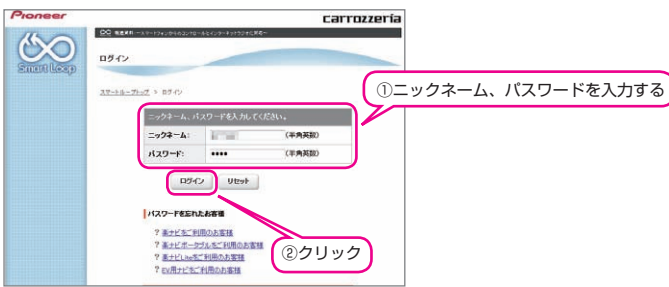 Pioneer
carrozzeria
Smart Loop
ログイン
スマートループトップ > ログイン
ニックネーム、パスワードを入力してください。
ニックネーム:
(半角英数)
パスワード: ••••
(半角英数)
ログイン
リセット
パスワードを忘れたお客様
? 楽ナビをご利用のお客様
? 楽ナビポータブルをご利用のお客様
? 楽ナビLiteをご利用のお客様
? EV用ナビをご利用のお客様
①ニックネーム、パスワードを入力する
②クリック